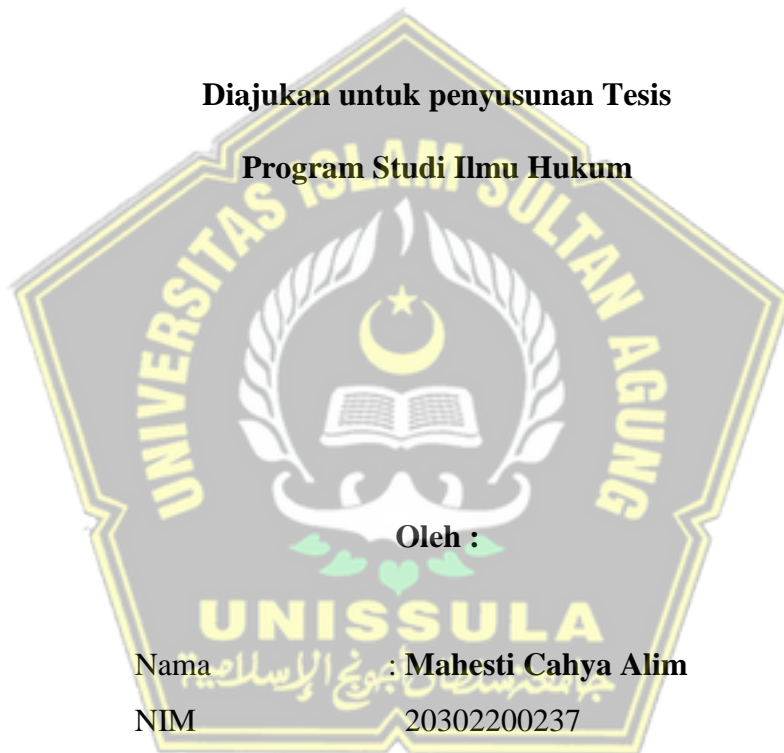 Diajukan untuk penyusunan Tesis
Program Studi Ilmu Hukum
UNIVERSITAS ISLAM SULTAN AGUNG
Oleh :
UNISSULA
جامعة سلطان أجونج الإسلامية
Nama : Mahesti Cahya Alim
NIM 20302200237